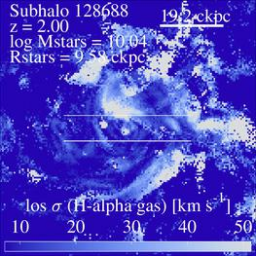 Subhalo 128688
19.2 ckpc
z = 2.00
log Mstars = 10.04
Rstars = 9.58 ckpc
los σ (H-alpha gas) [km s⁻¹]
10 20 30 40 50